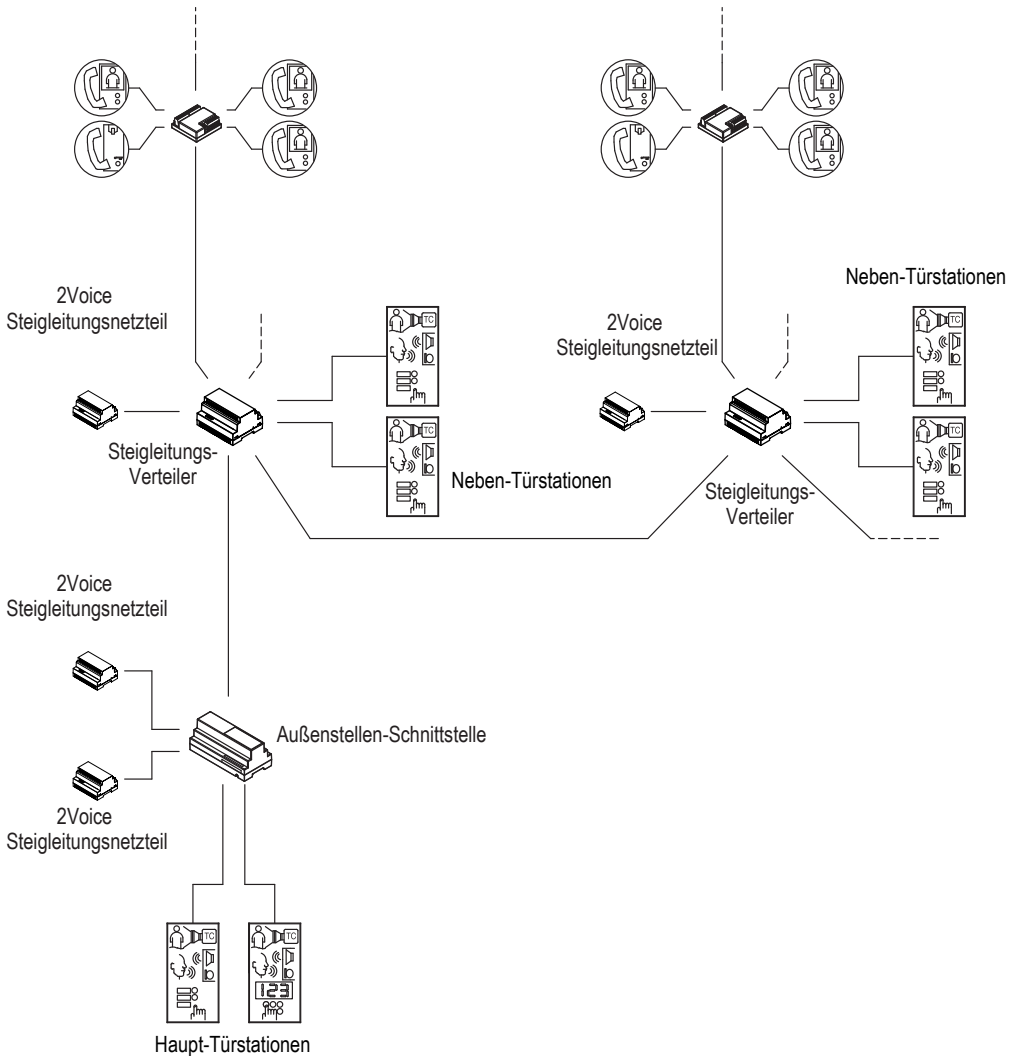 Neben-Türstationen
2Voice
Steigleitungsnetzteil
TC
2Voice
Steigleitungsnetzteil
TC
TC
TC
Steigleitungs-
Verteiler
Neben-Türstationen
Steigleitungs-
Verteiler
2Voice
Steigleitungsnetzteil
Außenstellen-Schnittstelle
2Voice
Steigleitungsnetzteil
TC
TC
123
Haupt-Türstationen